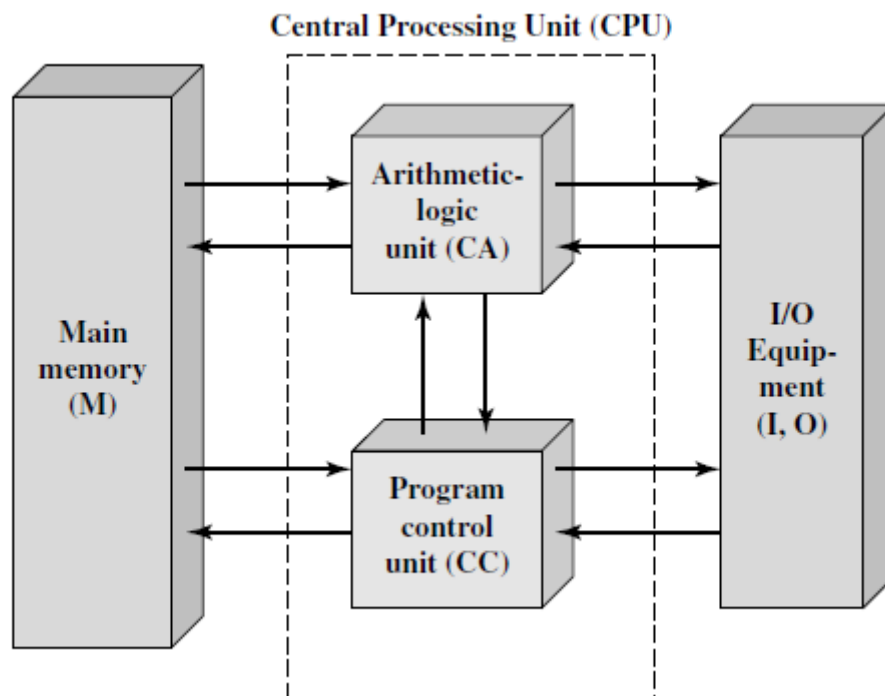 Central Processing Unit (CPU)
Main
memory
(M)
Arithmetic-
logic
unit (CA)
Program
control
unit (CC)
I/O
Equip-
ment
(I, O)